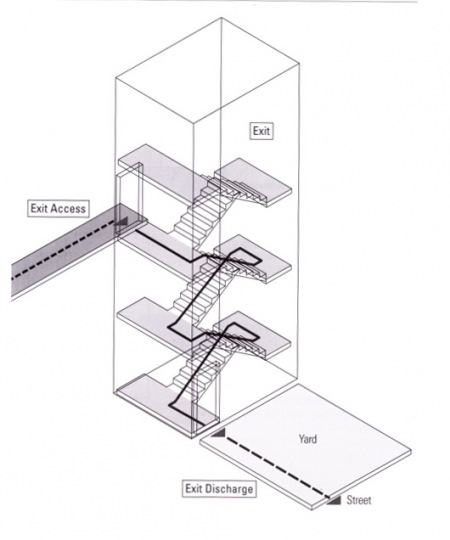 Exit
Exit Access
Yard
Exit Discharge
Street